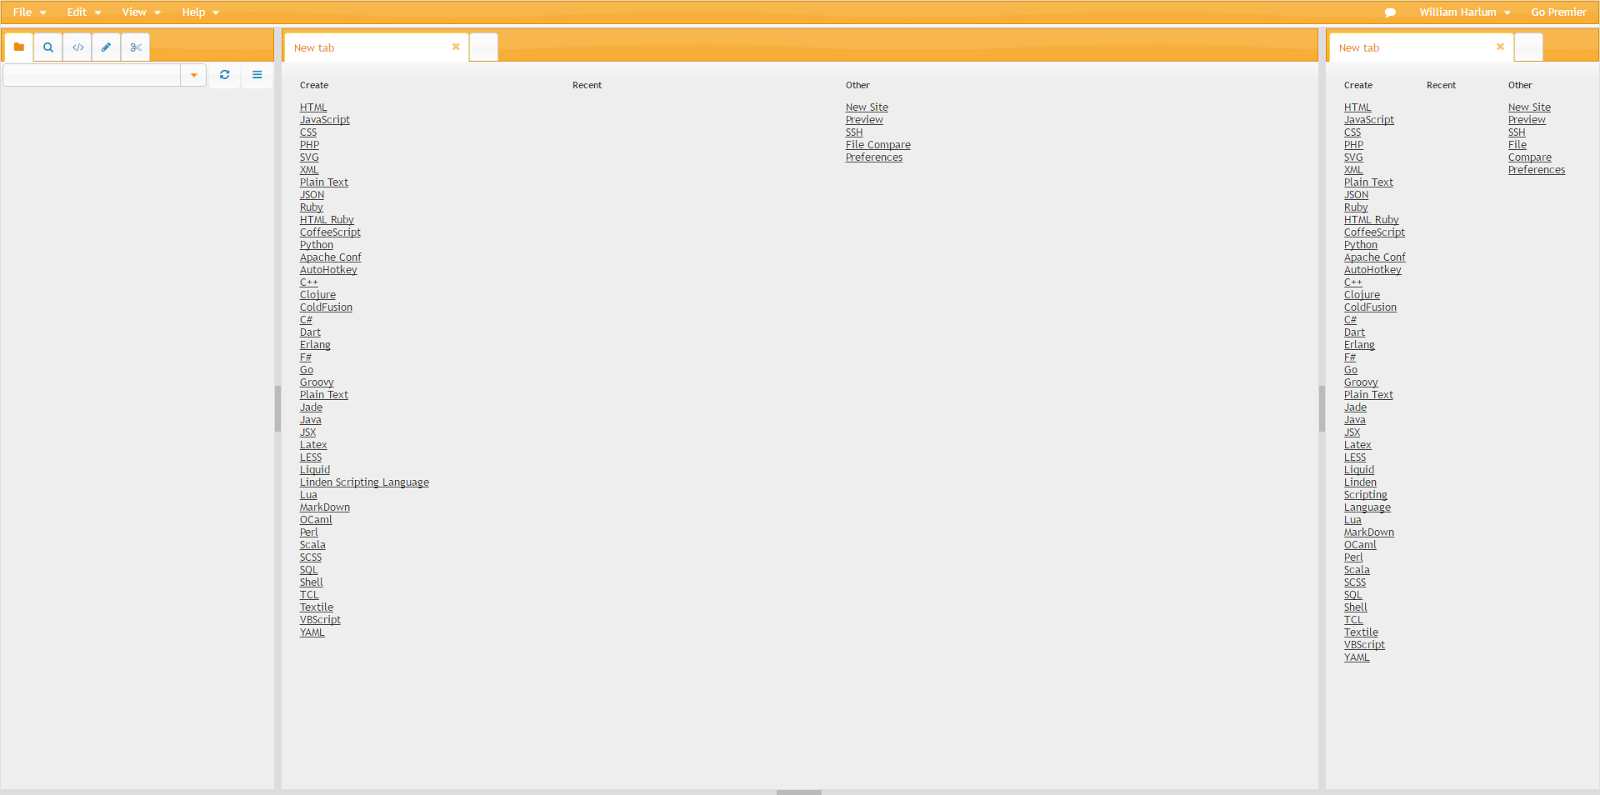 File Edit View Help William Harlum Go Premier
New tab
Create
HTML
JavaScript
CSS
PHP
SVG
XML
Plain Text
JSON
Ruby
HTML Ruby
CoffeeScript
Python
Apache Conf
AutoHotkey
C++
Clojure
ColdFusion
C#
Dart
Erlang
F#
Go
Groovy
Plain Text
Jade
Java
JSX
Latex
LESS
Liquid
Linden Scripting Language
Lua
MarkDown
OCaml
Perl
Scala
SCSS
SQL
Shell
TCL
Textile
VBScript
YAML
Recent
Other
New Site
Preview
SSH
File Compare
Preferences
New tab
Create
HTML
JavaScript
CSS
PHP
SVG
XML
Plain Text
JSON
Ruby
HTML Ruby
CoffeeScript
Python
Apache Conf
AutoHotkey
C++
Clojure
ColdFusion
C#
Dart
Erlang
F#
Go
Groovy
Plain Text
Jade
Java
JSX
Latex
LESS
Liquid
Linden
Scripting
Language
Lua
MarkDown
OCaml
Perl
Scala
SCSS
SQL
Shell
TCL
Textile
VBScript
YAML
Recent
Other
New Site
Preview
SSH
File
Compare
Preferences